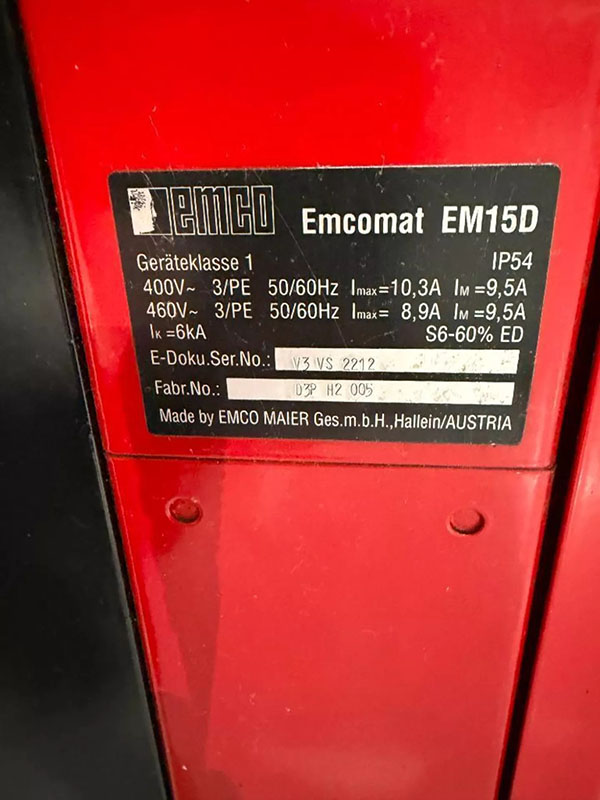 emco Emcomat EM15D
Geräteklasse 1 IP54
400V~ 3/PE 50/60Hz Imax=10,3A IM=9,5A
460V~ 3/PE 50/60Hz Imax= 8,9A IM=9,5A
IK =6kA S6-60% ED
E-Doku.Ser.No.: V3 VS 2212
Fabr.No.: D3P H2 005
Made by EMCO MAIER Ges.m.b.H.,Hallein/AUSTRIA